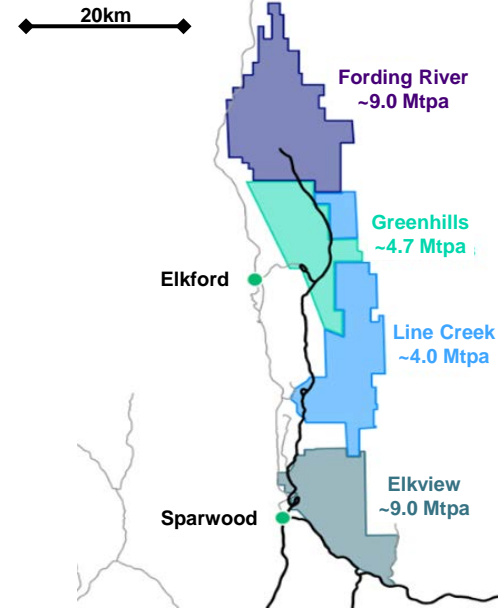 20km
Fording River
~9.0 Mtpa
Greenhills
~4.7 Mtpa
Elkford
Line Creek
~4.0 Mtpa
Elkview
~9.0 Mtpa
Sparwood